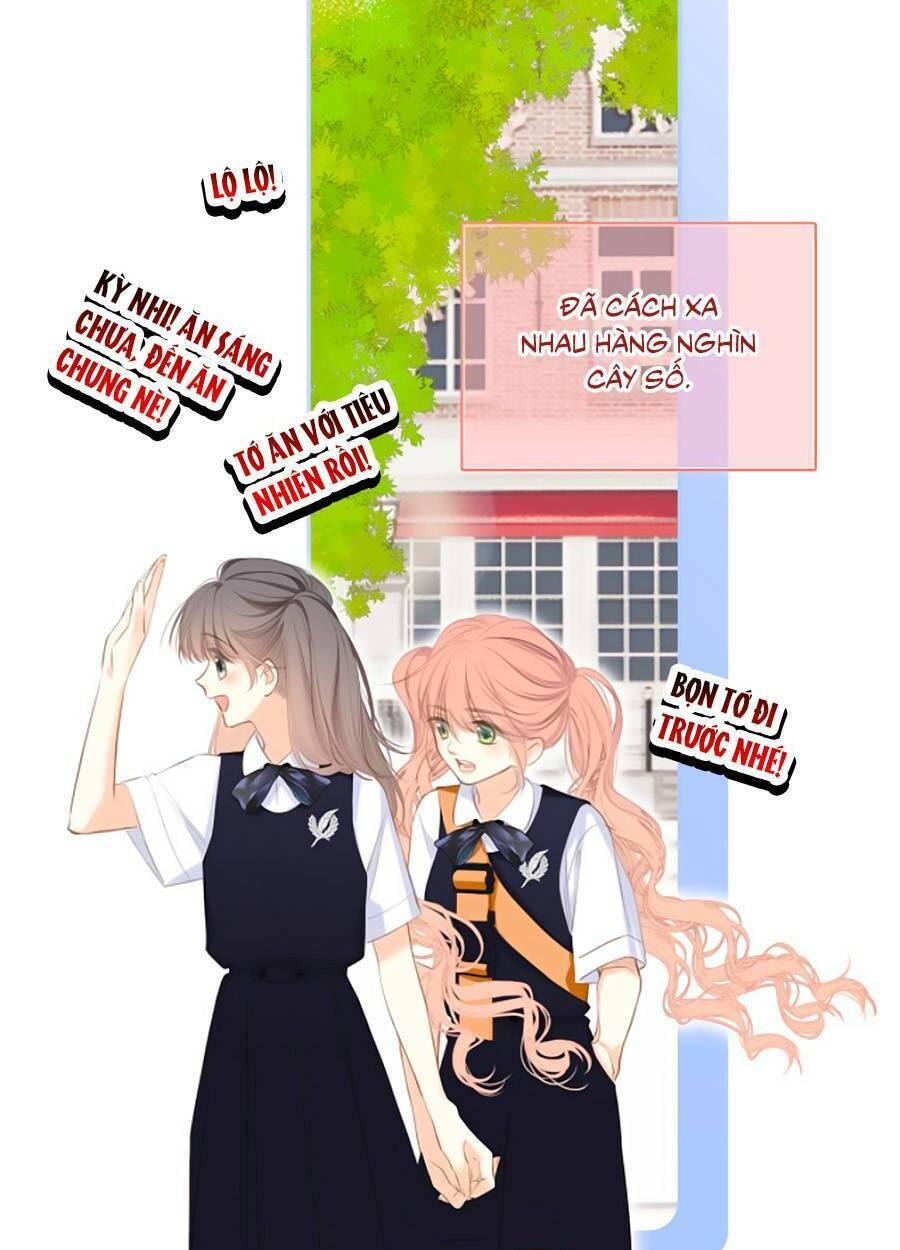 LỘ LỘ!
ĐÃ CÁCH XA
NHAU HÀNG NGHÌN
CÂY SỐ.
KỲ NHI! ĂN SÁNG
CHƯA, ĐẾN ĂN
CHUNG NÈ!
TỚ ĂN VỚI TIÊU
NHIÊN RỒI!
BỌN TỚ ĐI
TRƯỚC NHÉ!